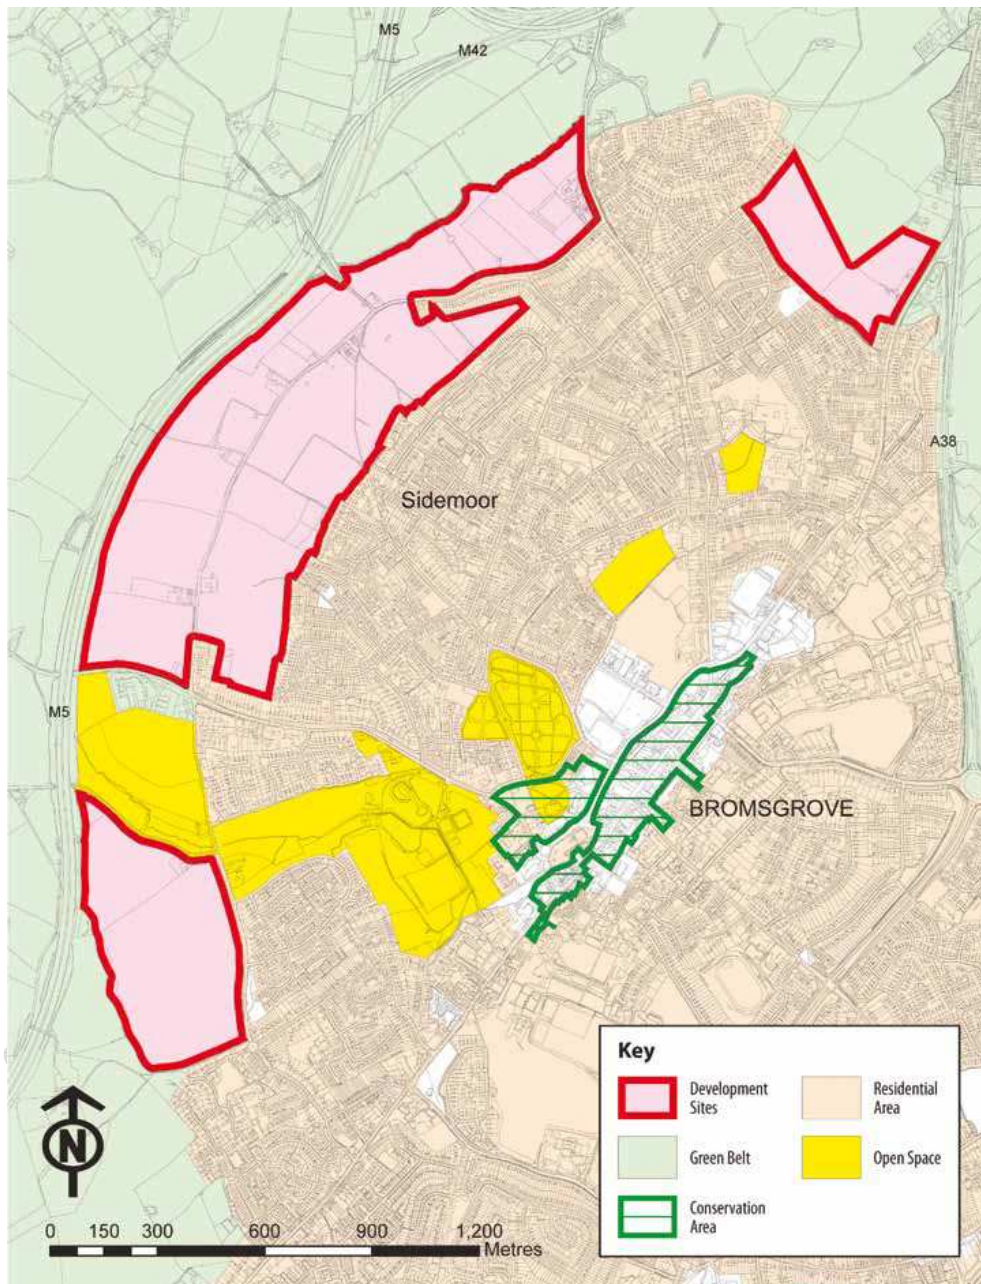 M5
M42
A38
Sidemoor
M5
BROMSGROVE
Key
Development
Sites
Residential
Area
Green Belt
Open Space
Conservation
Area
N
0 150 300 600 900 1,200
Metres